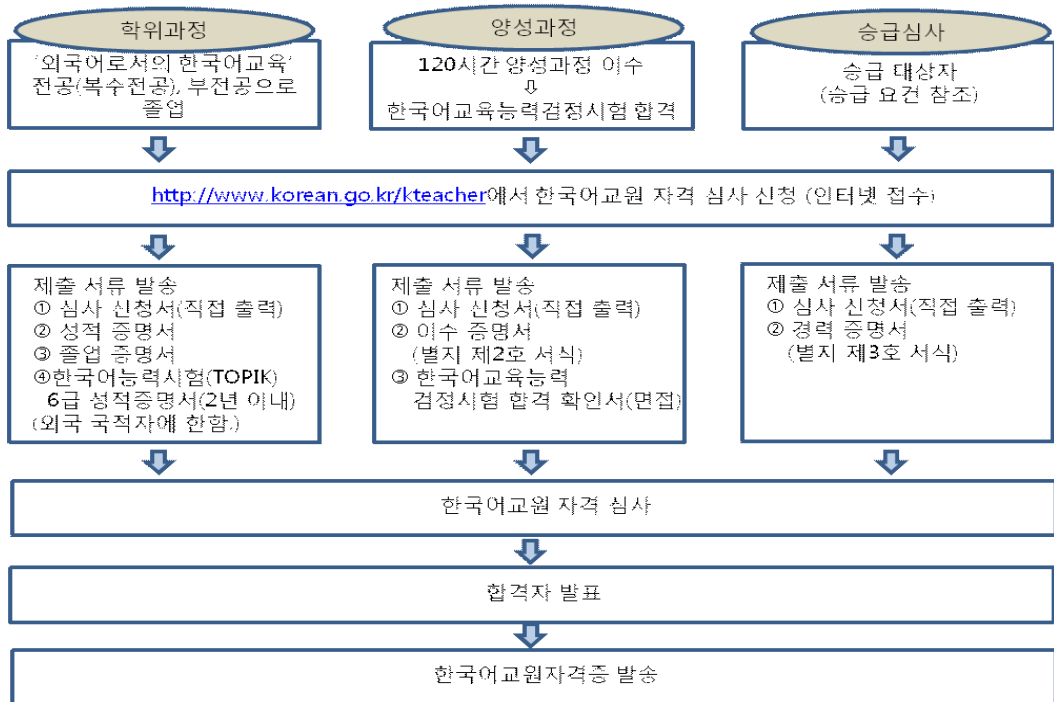 학위과정
양성과정
승급심사
'외국어로서의 한국어교육'
전공(복수전공), 부전공으로
졸업
120시간 양성과정 이수
⇩
한국어교육능력검정시험 합격
승급 대상자
(승급 요건 참조)
http://www.korean.go.kr/kteacher에서 한국어교원 자격 심사 신청 (인터넷 접수)
제출 서류 발송
① 심사 신청서(직접 출력)
② 성적 증명서
③ 졸업 증명서
④한국어능력시험(TOPIK)
6급 성적증명서(2년 이내)
(외국 국적자에 한함.)
제출 서류 발송
① 심사 신청서(직접 출력)
② 이수 증명서
(별지 제2호 서식)
③ 한국어교육능력
검정시험 합격 확인서(면접)
제출 서류 발송
① 심사 신청서(직접 출력)
② 경력 증명서
(별지 제3호 서식)
한국어교원 자격 심사
합격자 발표
한국어교원자격증 발송